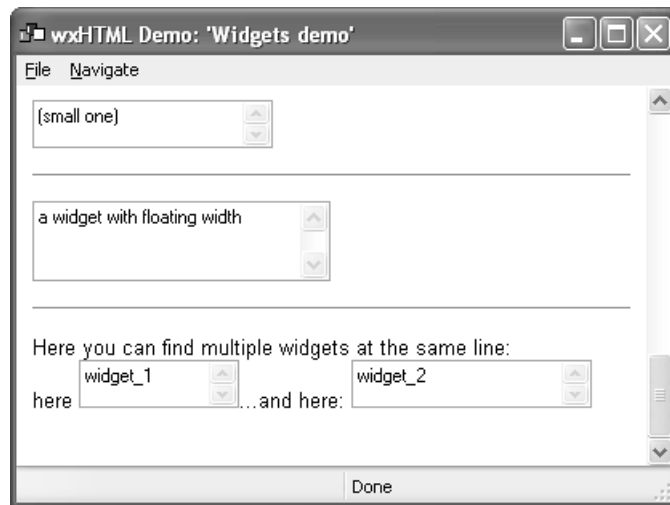 wxHTML Demo: 'Widgets demo'
File Navigate
(small one)
a widget with floating width
Here you can find multiple widgets at the same line:
here widget_1 ...and here: widget_2
Done